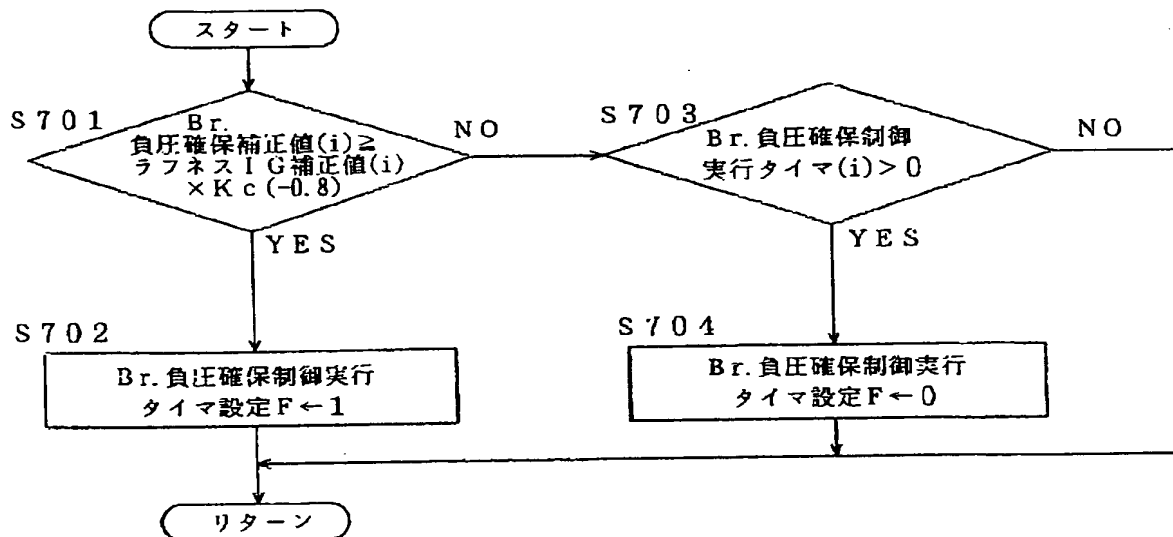 スタート
S701
Br.
負圧確保補正値(i)≧
ラフネスIG補正値(i)
×Kc(-0.8)
NO
YES
S703
Br.負圧確保制御
実行タイマ(i)>0
NO
YES
S702
Br.負圧確保制御実行
タイマ設定F←1
S704
Br.負圧確保制御実行
タイマ設定F←0
リターン